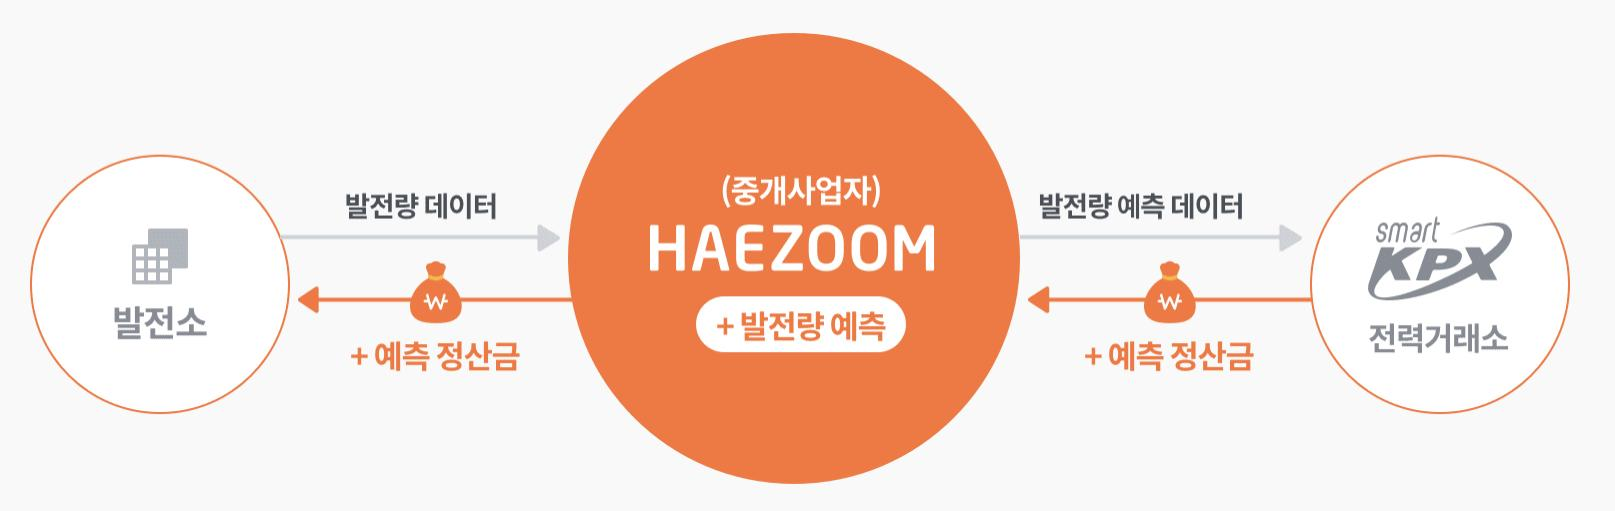 발전소
발전량 데이터
₩
+ 예측 정산금
(중개사업자)
HAEZOOM
+ 발전량 예측
발전량 예측 데이터
₩
+ 예측 정산금
smart
KPX
전력거래소